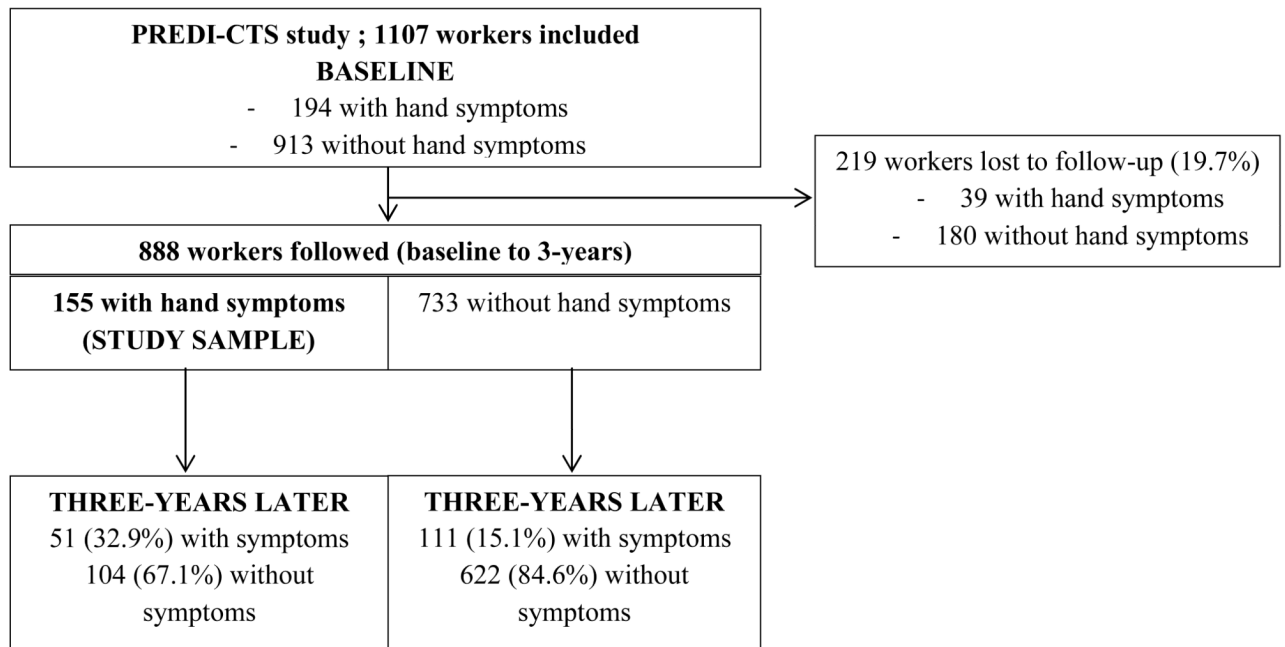 PREDI-CTS study ; 1107 workers included
BASELINE
- 194 with hand symptoms
- 913 without hand symptoms
219 workers lost to follow-up (19.7%)
- 39 with hand symptoms
- 180 without hand symptoms
888 workers followed (baseline to 3-years)
155 with hand symptoms
(STUDY SAMPLE)
733 without hand symptoms
THREE-YEARS LATER
51 (32.9%) with symptoms
104 (67.1%) without
symptoms
THREE-YEARS LATER
111 (15.1%) with symptoms
622 (84.6%) without
symptoms